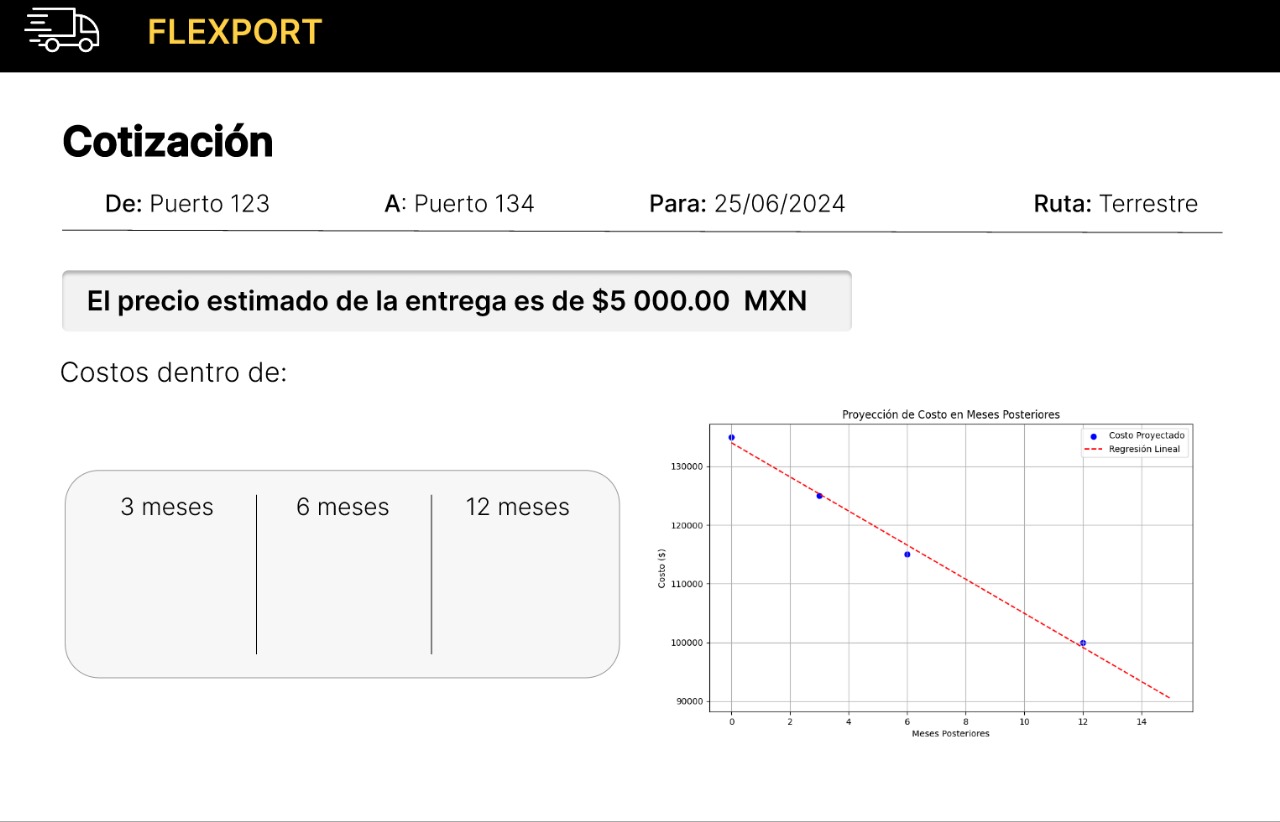 FLEXPORT
Cotización
De: Puerto 123 A: Puerto 134 Para: 25/06/2024 Ruta: Terrestre
El precio estimado de la entrega es de $5 000.00 MXN
Costos dentro de:
3 meses 6 meses 12 meses
Proyección de Costo en Meses Posteriores
Costo Proyectado
Regresión Lineal
Costo ($)
130000
120000
110000
100000
90000
0 2 4 6 8 10 12 14
Meses Posteriores